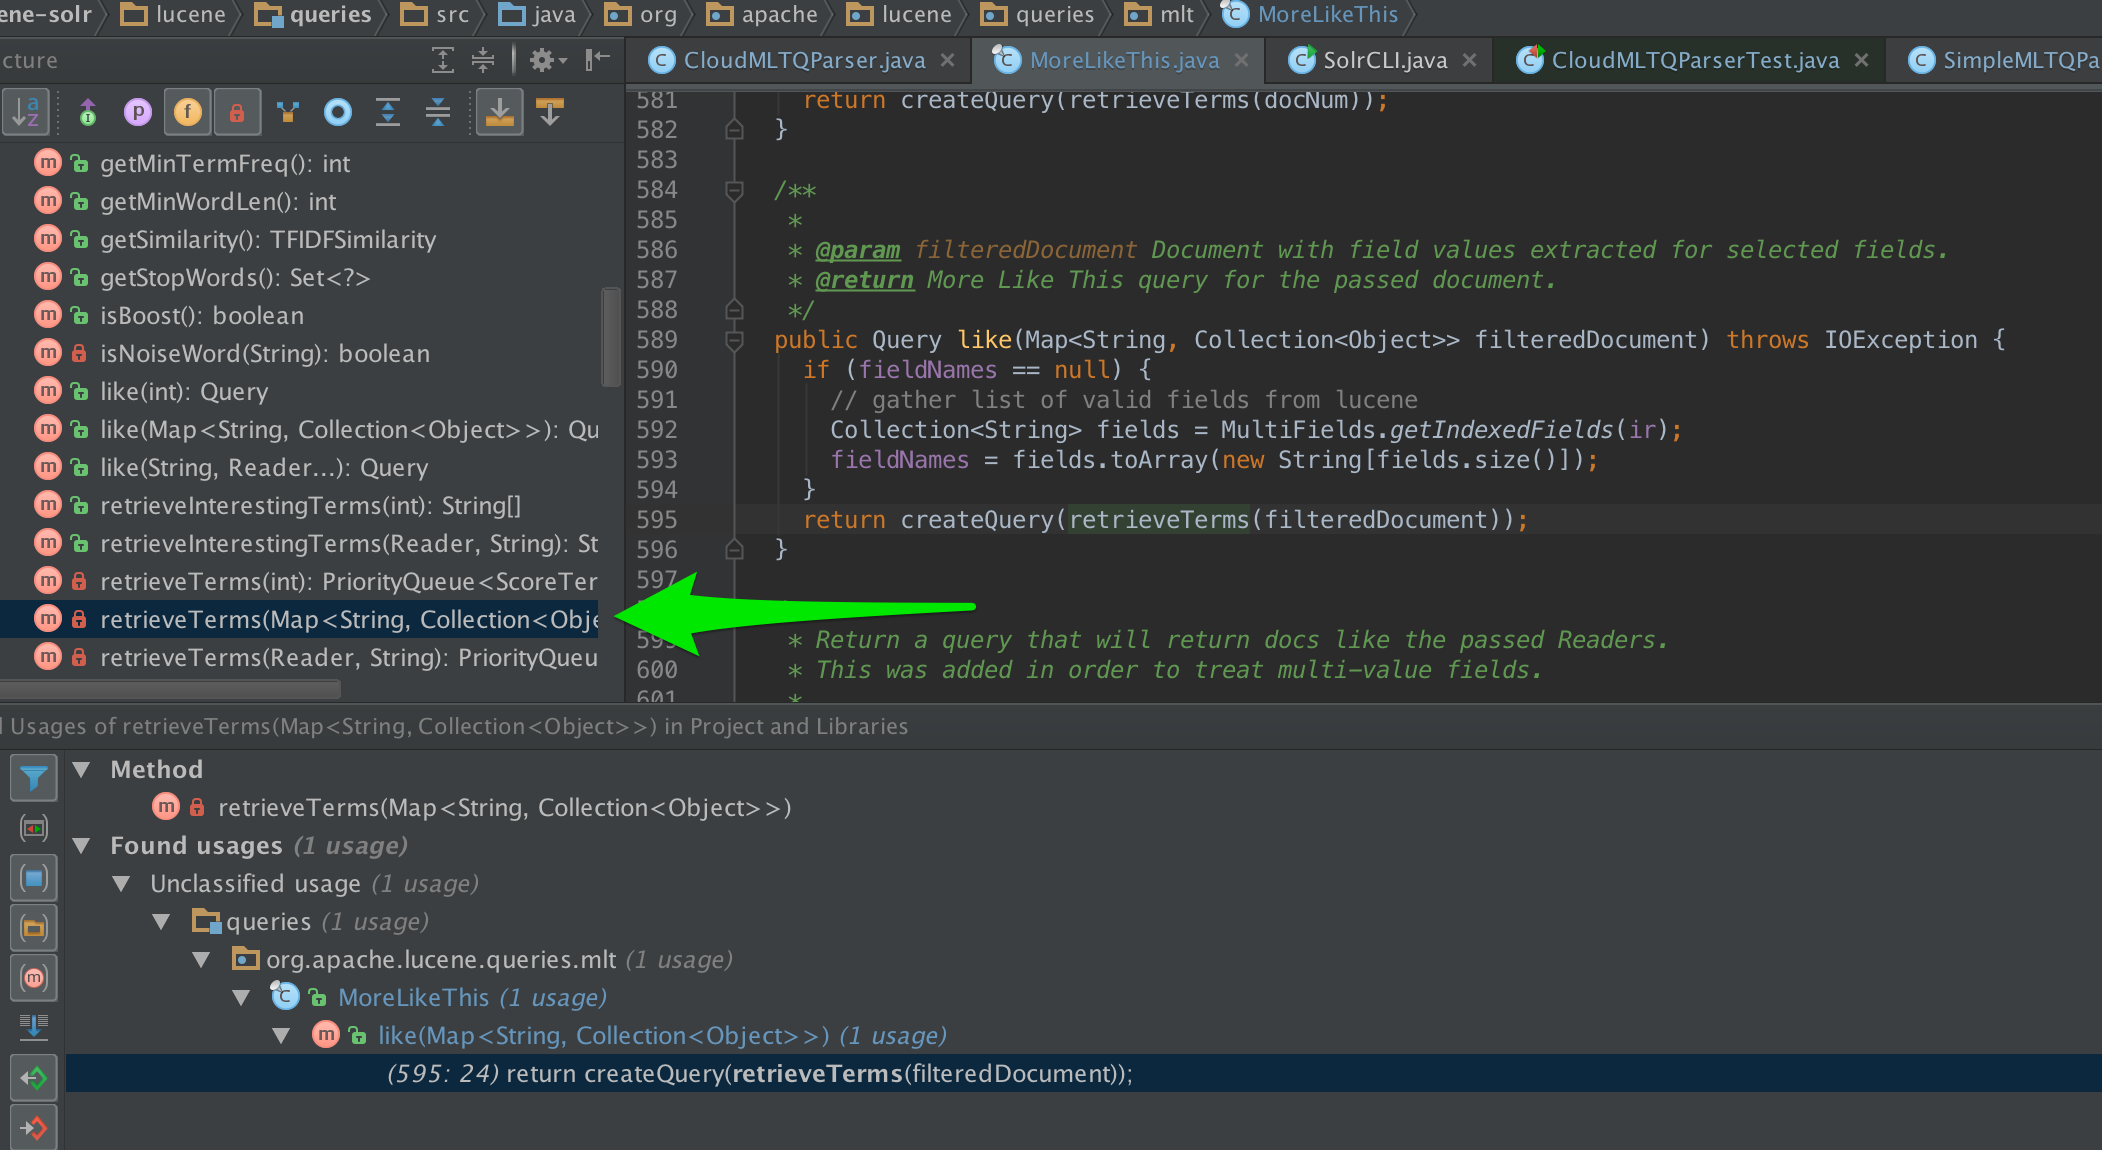 ene-solr lucene queries src java org apache lucene queries mlt MoreLikeThis
cture
CloudMLTQParser.java MoreLikeThis.java SolrCLI.java CloudMLTQParserTest.java SimpleMLTQPa
getMinTermFreq(): int
getMinWordLen(): int
getSimilarity(): TFIDFSimilarity
getStopWords(): Set<?>
isBoost(): boolean
isNoiseWord(String): boolean
like(int): Query
like(Map<String, Collection<Object>>): Qu
like(String, Reader...): Query
retrieveInterestingTerms(int): String[]
retrieveInterestingTerms(Reader, String): St
retrieveTerms(int): PriorityQueue<ScoreTer
retrieveTerms(Map<String, Collection<Obje
retrieveTerms(Reader, String): PriorityQueu
581 return createQuery(retrieveTerms(docNum));
582 }
583
584 /**
585 *
586 * @param filteredDocument Document with field values extracted for selected fields.
587 * @return More Like This query for the passed document.
588 */
589 public Query like(Map<String, Collection<Object>> filteredDocument) throws IOException {
590 if (fieldNames == null) {
591 // gather list of valid fields from lucene
592 Collection<String> fields = MultiFields.getIndexedFields(ir);
593 fieldNames = fields.toArray(new String[fields.size()]);
594 }
595 return createQuery(retrieveTerms(filteredDocument));
596 }
597
599 * Return a query that will return docs like the passed Readers.
600 * This was added in order to treat multi-value fields.
601 *
Usages of retrieveTerms(Map<String, Collection<Object>>) in Project and Libraries
Method
retrieveTerms(Map<String, Collection<Object>>)
Found usages (1 usage)
Unclassified usage (1 usage)
queries (1 usage)
org.apache.lucene.queries.mlt (1 usage)
MoreLikeThis (1 usage)
like(Map<String, Collection<Object>>) (1 usage)
(595: 24) return createQuery(retrieveTerms(filteredDocument));